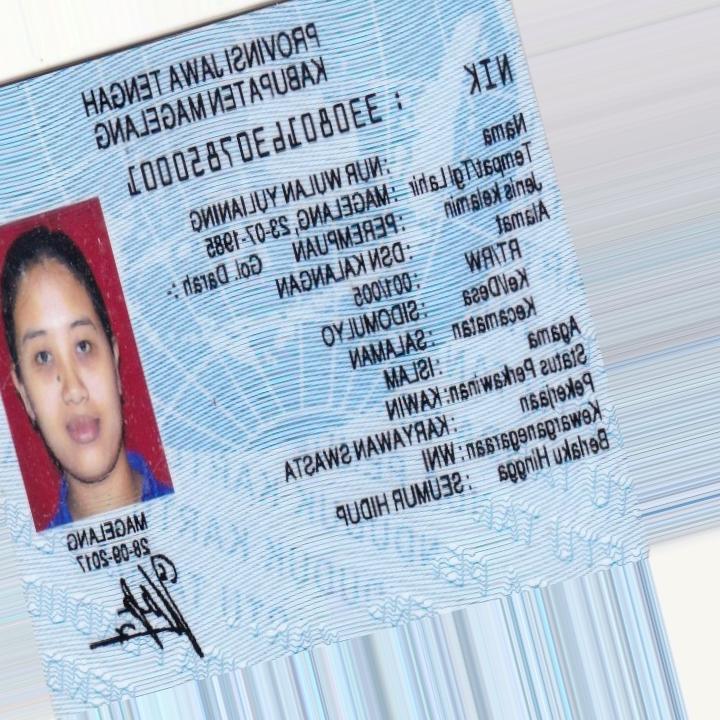 PROVINSI JAWA TENGAH
KABUPATEN MAGELANG
NIK : 3308016307850001
Nama : NUR WULAN YULIANING
Tempat/Tgl Lahir : MAGELANG, 23-07-1985
Jenis kelamin : PEREMPUAN Gol. Darah : -
Alamat : DSN KALANGAN
RT/RW : 001/005
Kel/Desa : SIDOMULYO
Kecamatan : SALAMAN
Agama : ISLAM
Status Perkawinan: KAWIN
Pekerjaan : KARYAWAN SWASTA
Kewarganegaraan: WNI
Berlaku Hingga : SEUMUR HIDUP
MAGELANG
28-09-2017